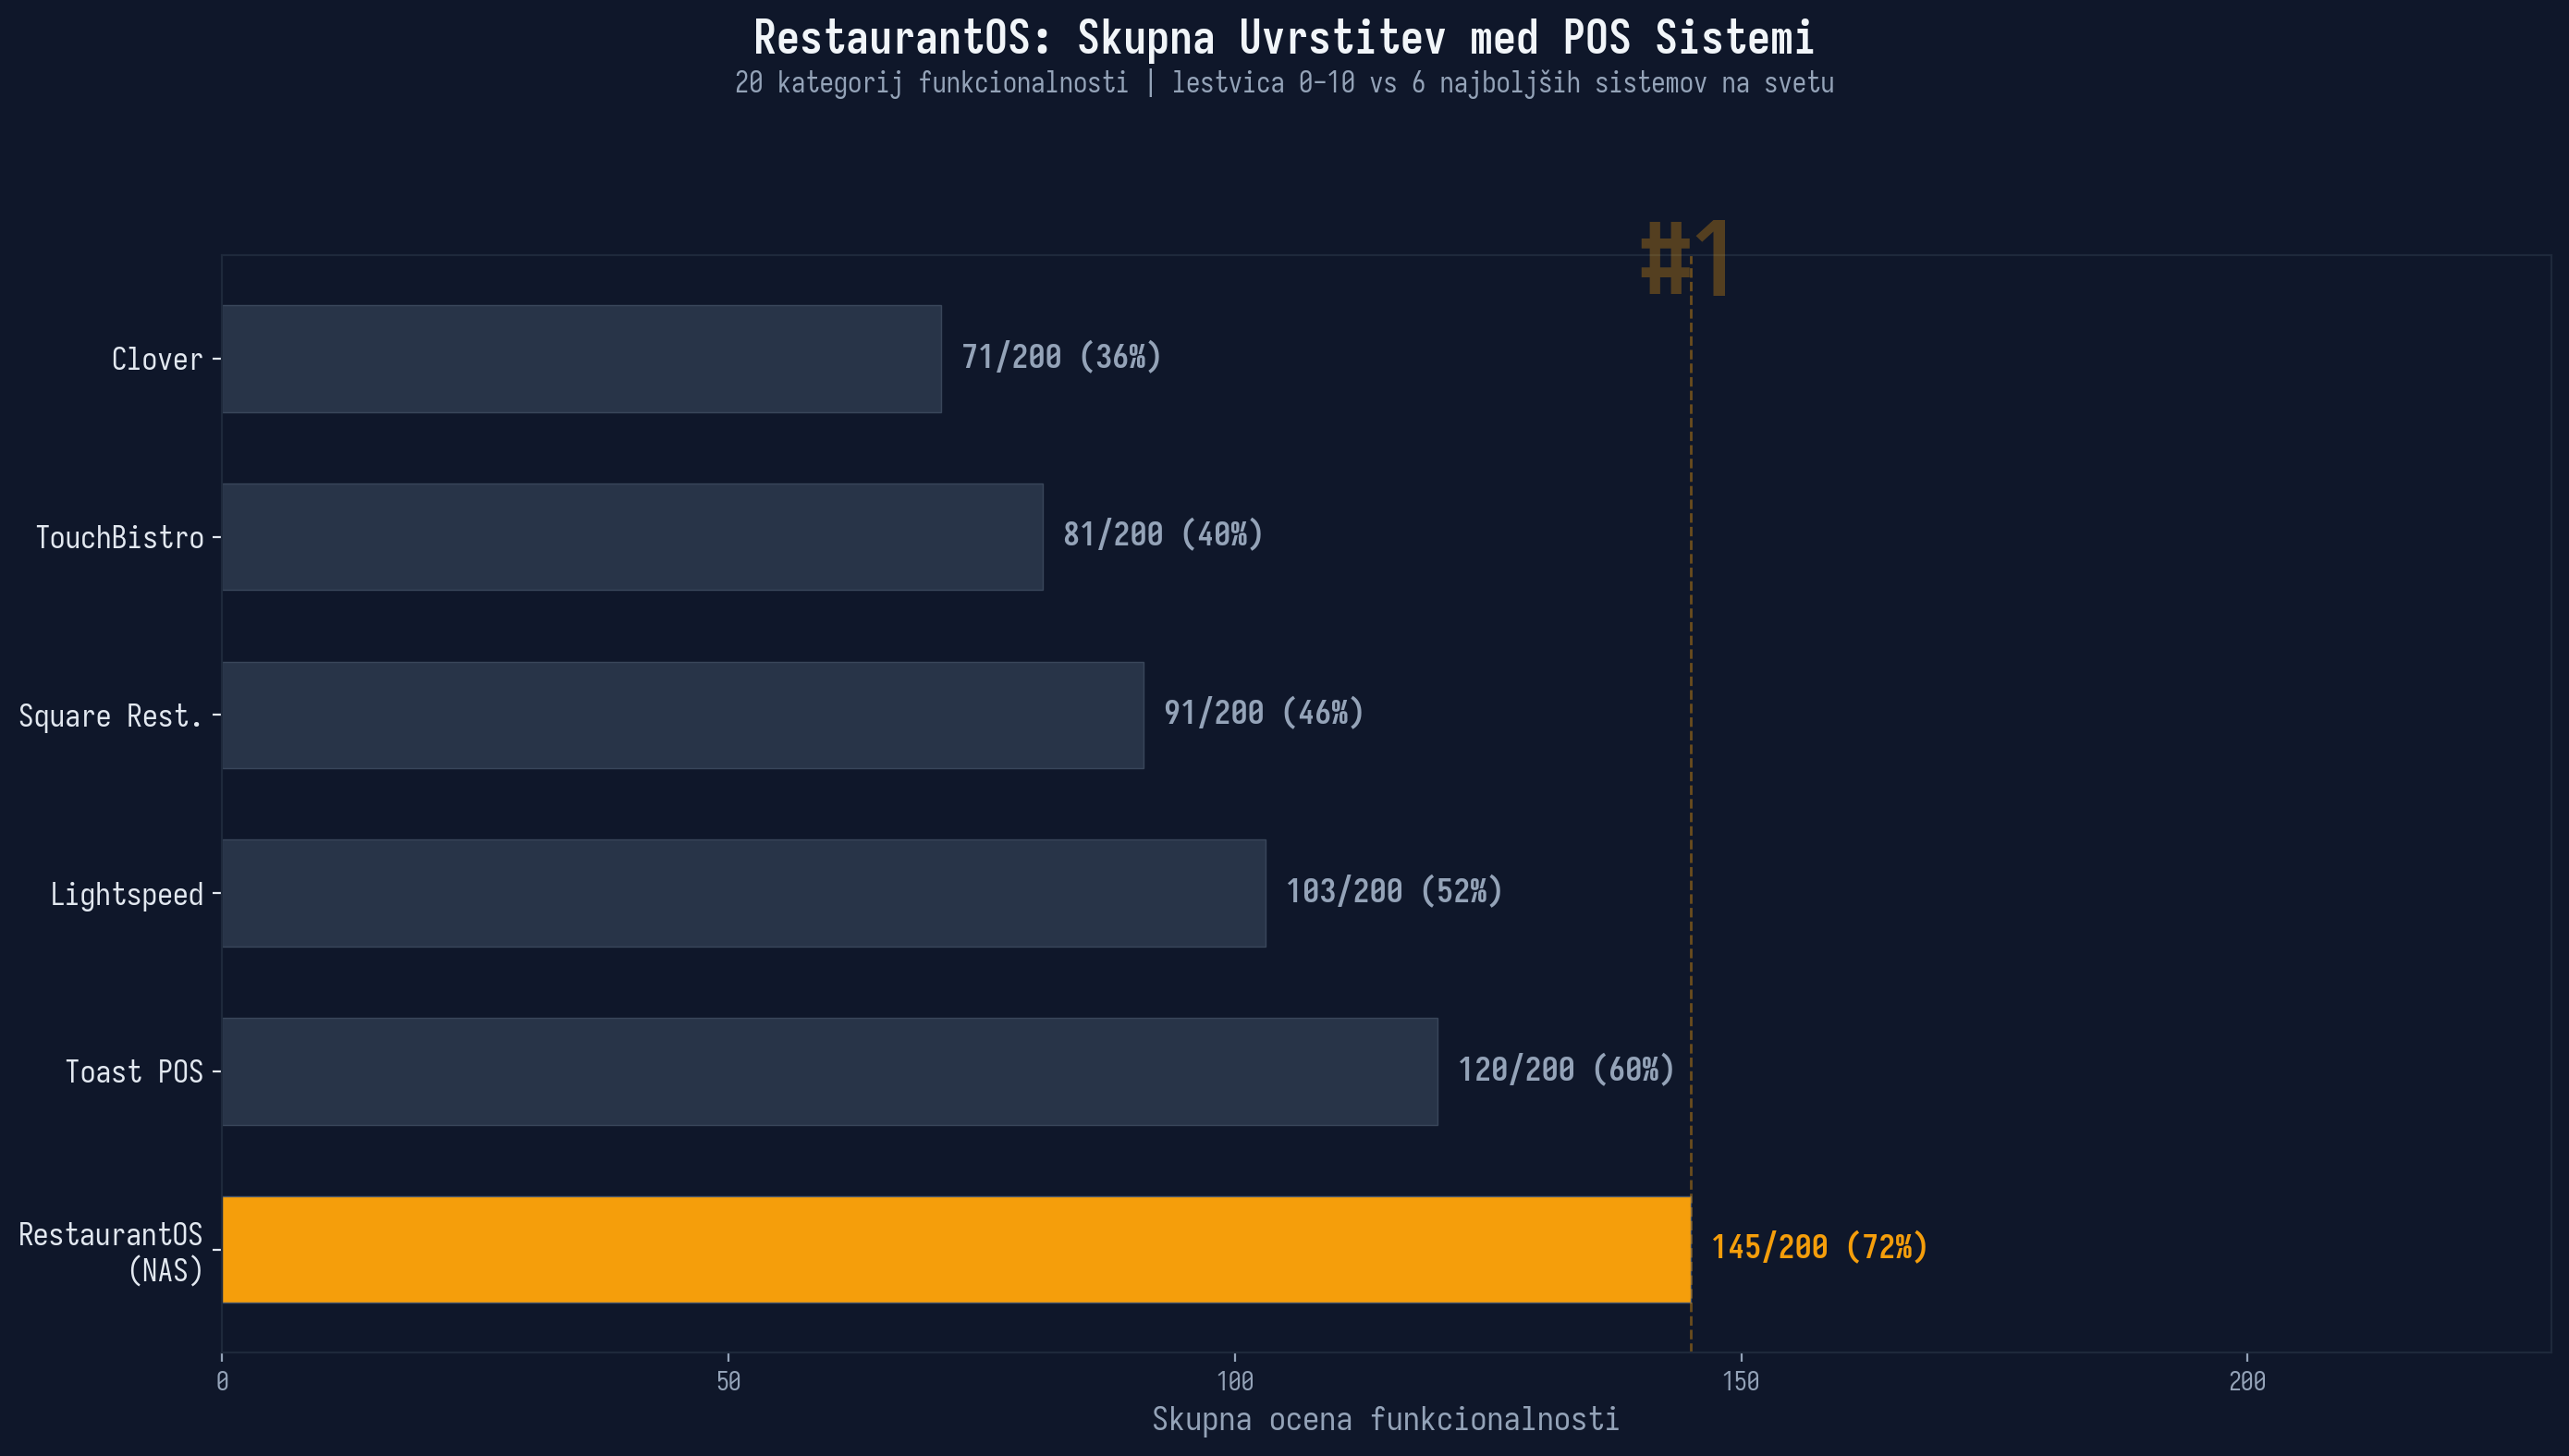 RestaurantOS: Skupna Uvrstitev med POS Sistemi
20 kategorij funkcionalnosti | lestvica 0–10 vs 6 najboljših sistemov na svetu
#1
Clover
71/200 (36%)
TouchBistro
81/200 (40%)
Square Rest.
91/200 (46%)
Lightspeed
103/200 (52%)
Toast POS
120/200 (60%)
RestaurantOS
(NAS)
145/200 (72%)
0
50
100
150
200
Skupna ocena funkcionalnosti